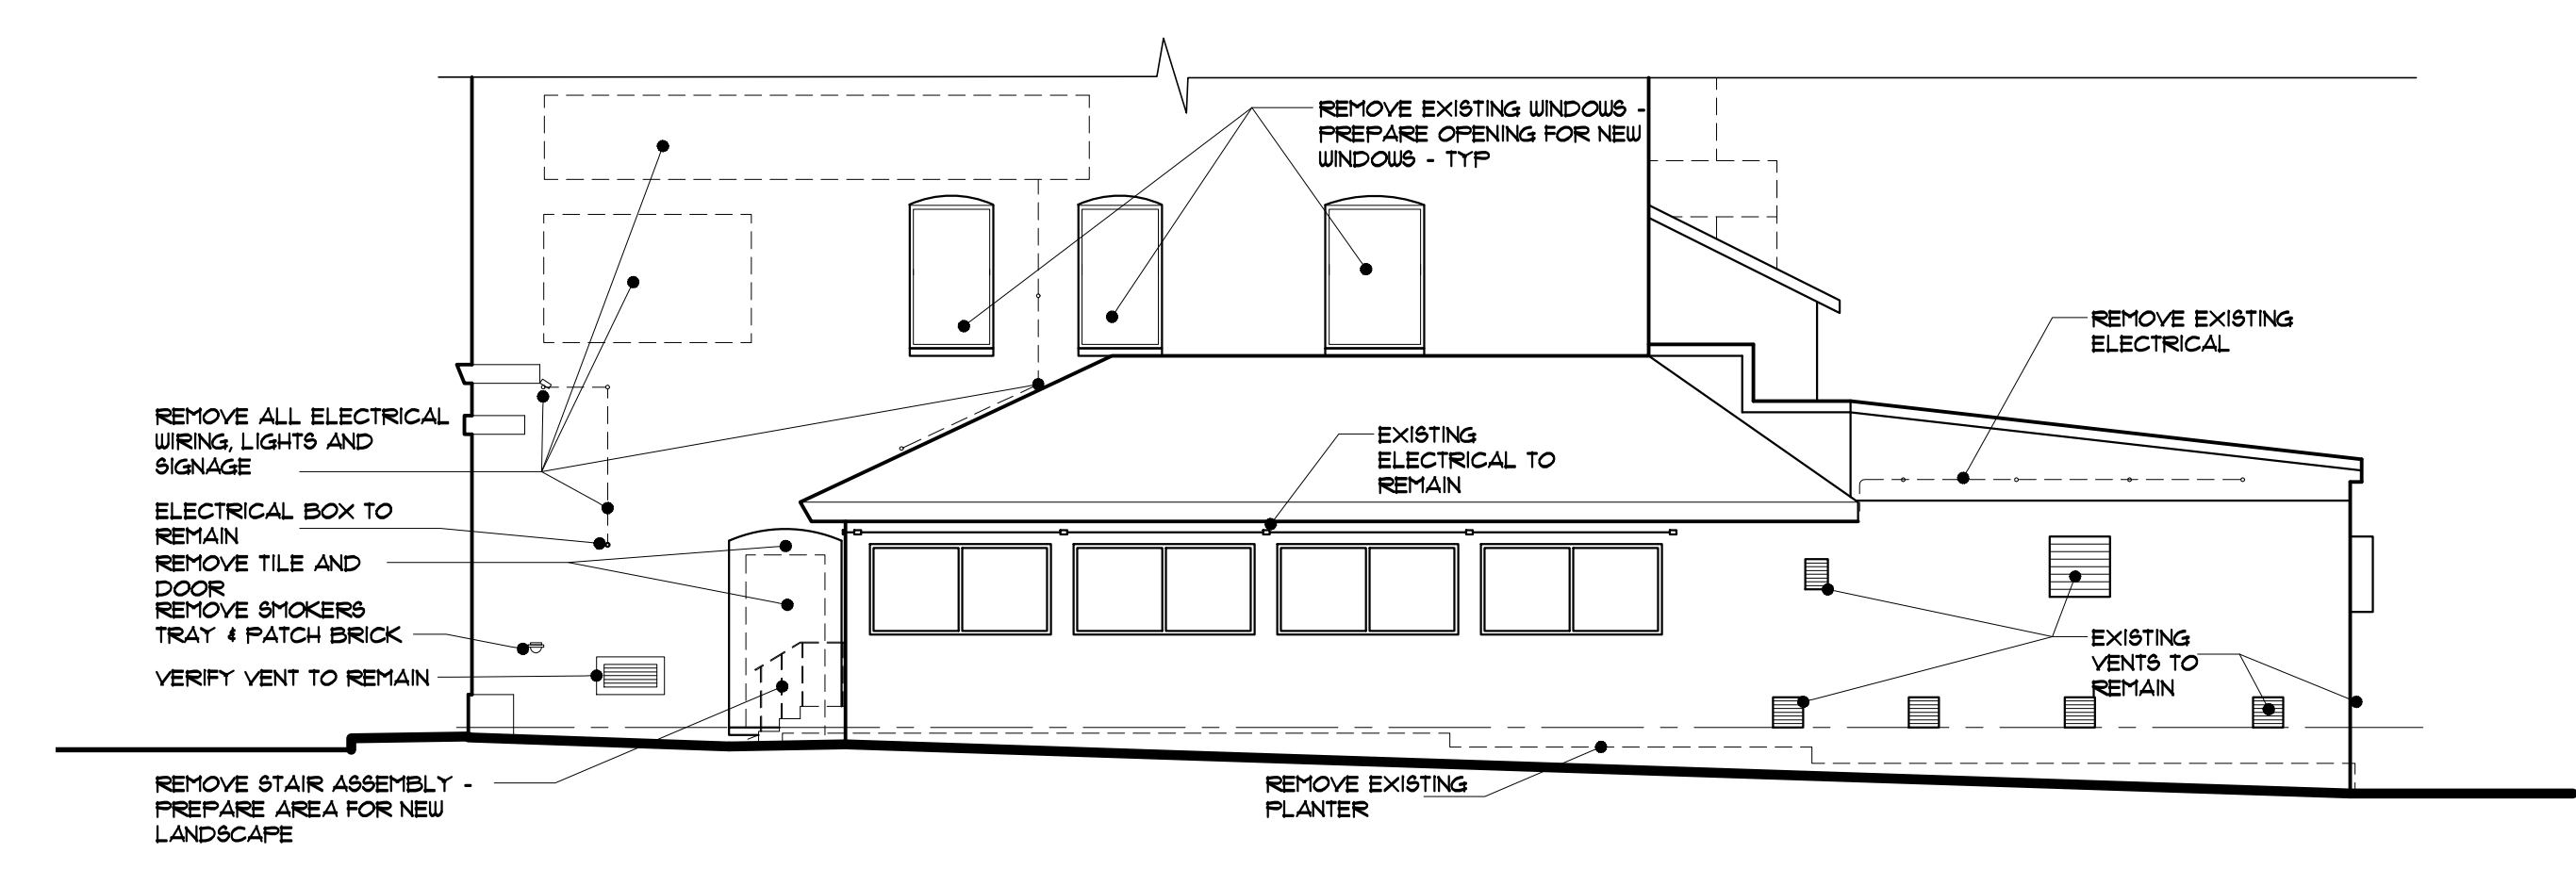 REMOVE EXISTING WINDOWS -
PREPARE OPENING FOR NEW
WINDOWS - TYP
REMOVE EXISTING
ELECTRICAL
REMOVE ALL ELECTRICAL
WIRING, LIGHTS AND
SIGNAGE
EXISTING
ELECTRICAL TO
REMAIN
ELECTRICAL BOX TO
REMAIN
REMOVE TILE AND
DOOR
REMOVE SMOKERS
TRAY & PATCH BRICK
VERIFY VENT TO REMAIN
EXISTING
VENTS TO
REMAIN
REMOVE STAIR ASSEMBLY -
PREPARE AREA FOR NEW
LANDSCAPE
REMOVE EXISTING
PLANTER